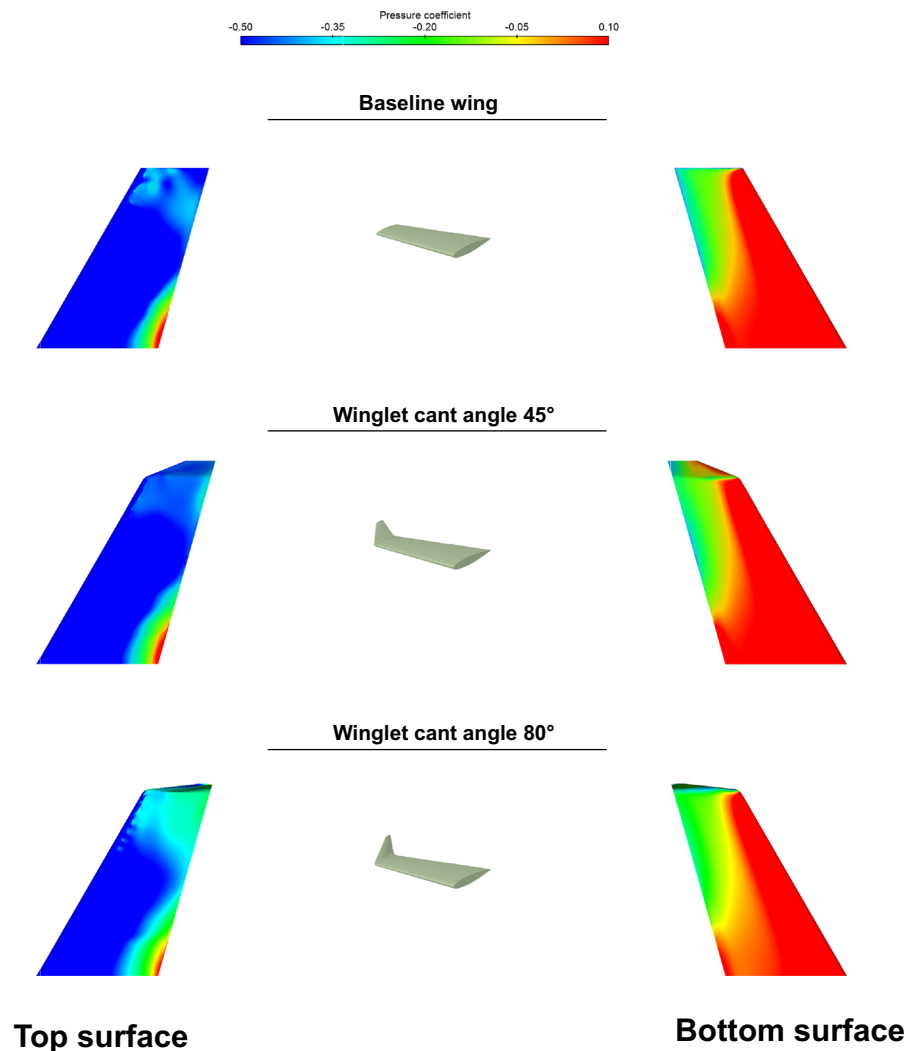 Pressure coefficient
-0.50 -0.35 -0.20 -0.05 0.10
Baseline wing
Winglet cant angle 45°
Winglet cant angle 80°
Top surface
Bottom surface